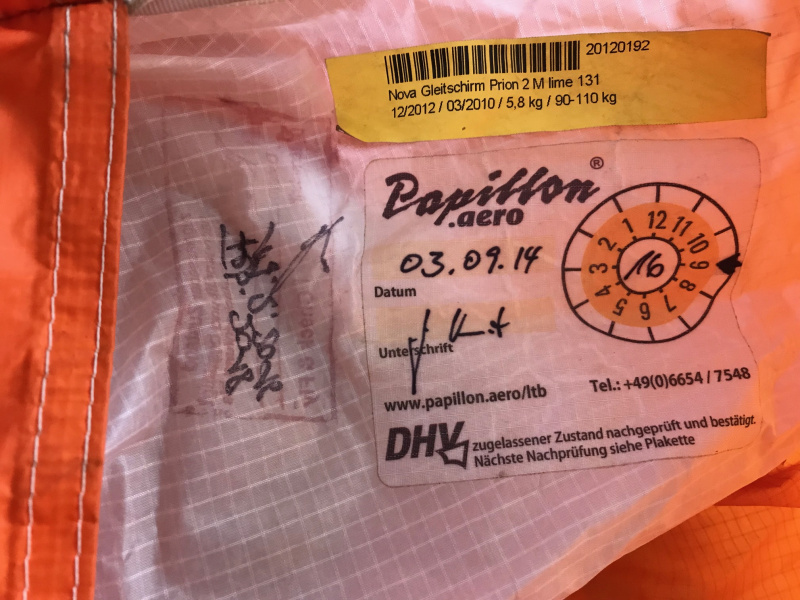 20120192
Nova Gleitschirm Prion 2 M lime 131
12/2012 / 03/2010 / 5,8 kg / 90-110 kg
Papillon®
.aero
03.09.14
Datum
Unterschrift
1 12 11 10 9 8 7 6 5 4 3 2
16
www.papillon.aero/ltb
Tel.: +49(0)6654 / 7548
DHV zugelassener Zustand nachgeprüft und bestätigt.
Nächste Nachprüfung siehe Plakette